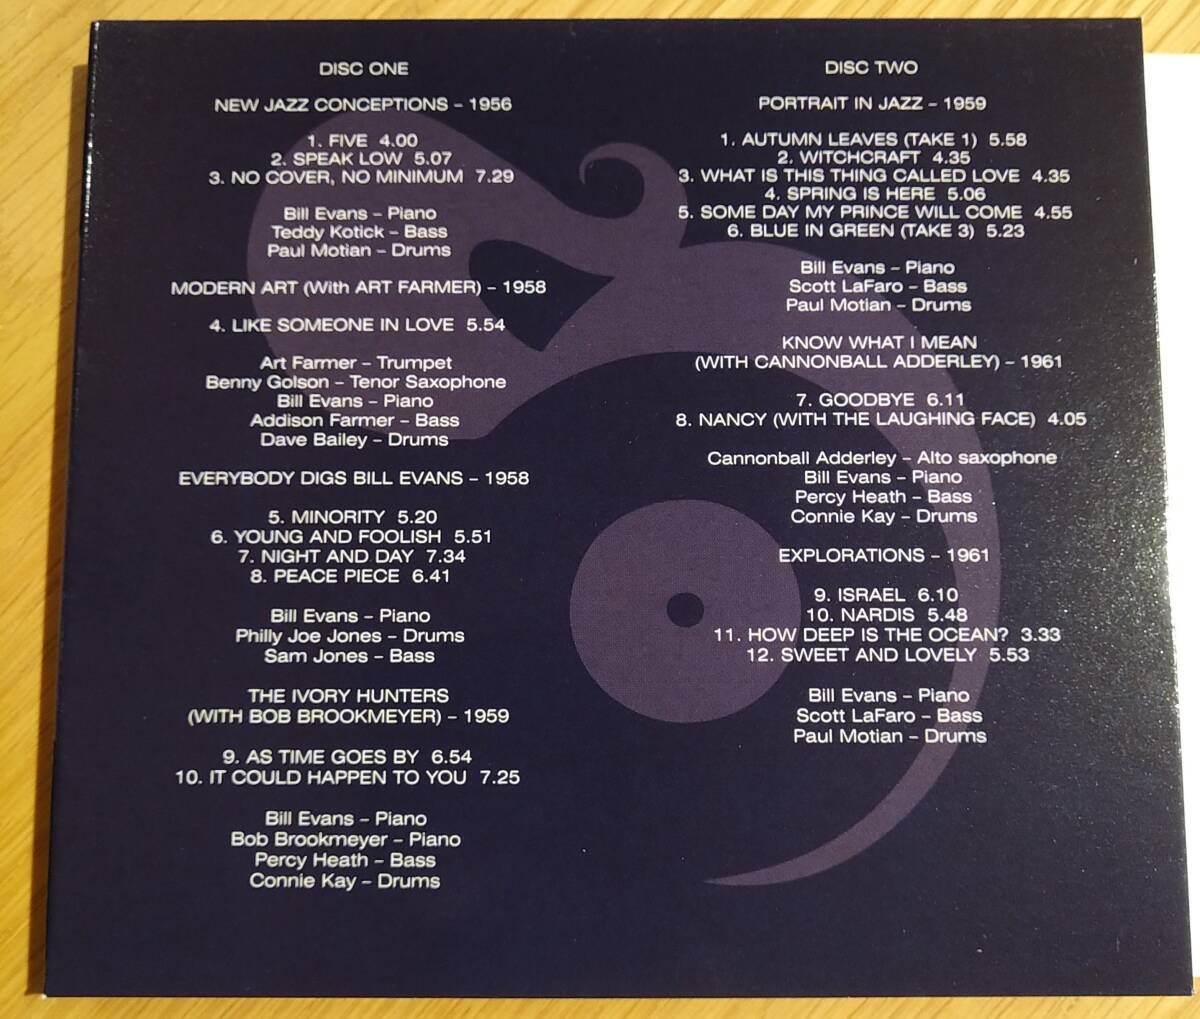 DISC ONE
NEW JAZZ CONCEPTIONS – 1956
1. FIVE 4.00
2. SPEAK LOW 5.07
3. NO COVER, NO MINIMUM 7.29
Bill Evans – Piano
Teddy Kotick – Bass
Paul Motian – Drums
MODERN ART (With ART FARMER) – 1958
4. LIKE SOMEONE IN LOVE 5.54
Art Farmer – Trumpet
Benny Golson – Tenor Saxophone
Bill Evans – Piano
Addison Farmer – Bass
Dave Bailey – Drums
EVERYBODY DIGS BILL EVANS – 1958
5. MINORITY 5.20
6. YOUNG AND FOOLISH 5.51
7. NIGHT AND DAY 7.34
8. PEACE PIECE 6.41
Bill Evans – Piano
Philly Joe Jones – Drums
Sam Jones – Bass
THE IVORY HUNTERS
(WITH BOB BROOKMEYER) – 1959
9. AS TIME GOES BY 6.54
10. IT COULD HAPPEN TO YOU 7.25
Bill Evans – Piano
Bob Brookmeyer – Piano
Percy Heath – Bass
Connie Kay – Drums
DISC TWO
PORTRAIT IN JAZZ – 1959
1. AUTUMN LEAVES (TAKE 1) 5.58
2. WITCHCRAFT 4.35
3. WHAT IS THIS THING CALLED LOVE 4.35
4. SPRING IS HERE 5.06
5. SOME DAY MY PRINCE WILL COME 4.55
6. BLUE IN GREEN (TAKE 3) 5.23
Bill Evans – Piano
Scott LaFaro – Bass
Paul Motian – Drums
KNOW WHAT I MEAN
(WITH CANNONBALL ADDERLEY) – 1961
7. GOODBYE 6.11
8. NANCY (WITH THE LAUGHING FACE) 4.05
Cannonball Adderley – Alto saxophone
Bill Evans – Piano
Percy Heath – Bass
Connie Kay – Drums
EXPLORATIONS – 1961
9. ISRAEL 6.10
10. NARDIS 5.48
11. HOW DEEP IS THE OCEAN? 3.33
12. SWEET AND LOVELY 5.53
Bill Evans – Piano
Scott LaFaro – Bass
Paul Motian – Drums